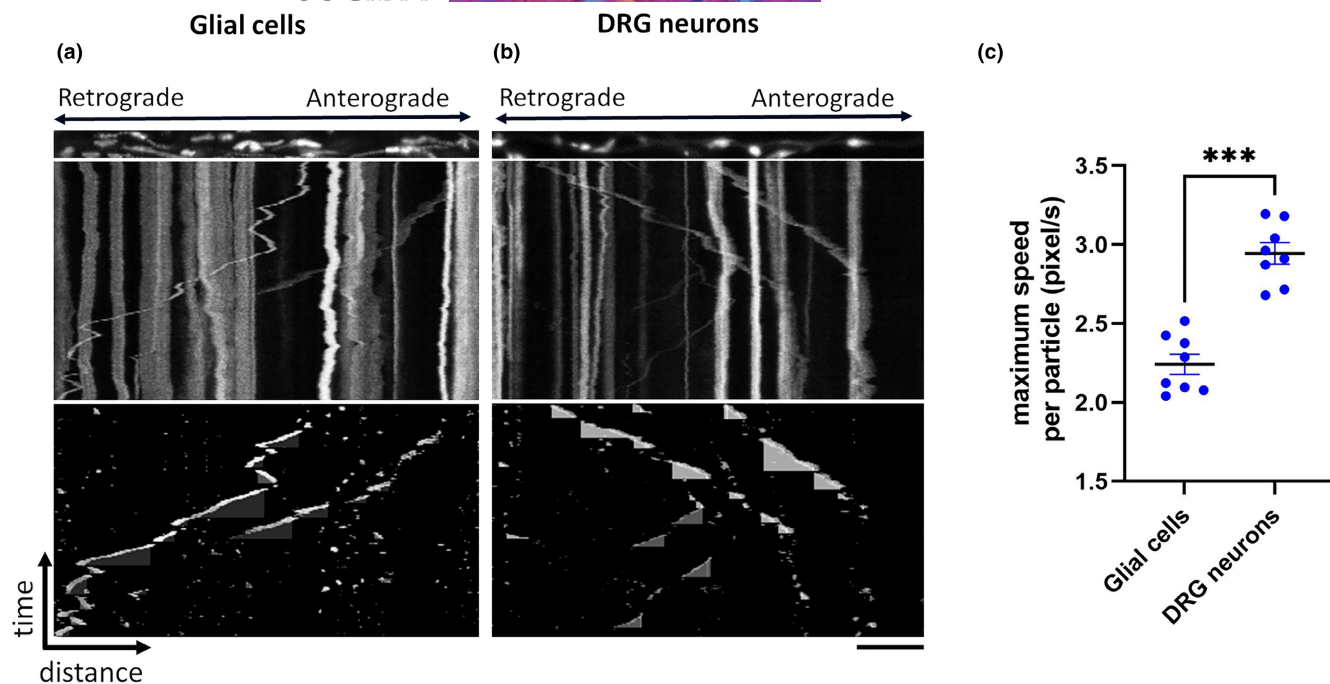 Glial cells
DRG neurons
(a)
(b)
(c)
Retrograde
Anterograde
Retrograde
Anterograde
time
distance
maximum speed
per particle (pixel/s)
***
3.5
3.0
2.5
2.0
1.5
Glial cells
DRG neurons